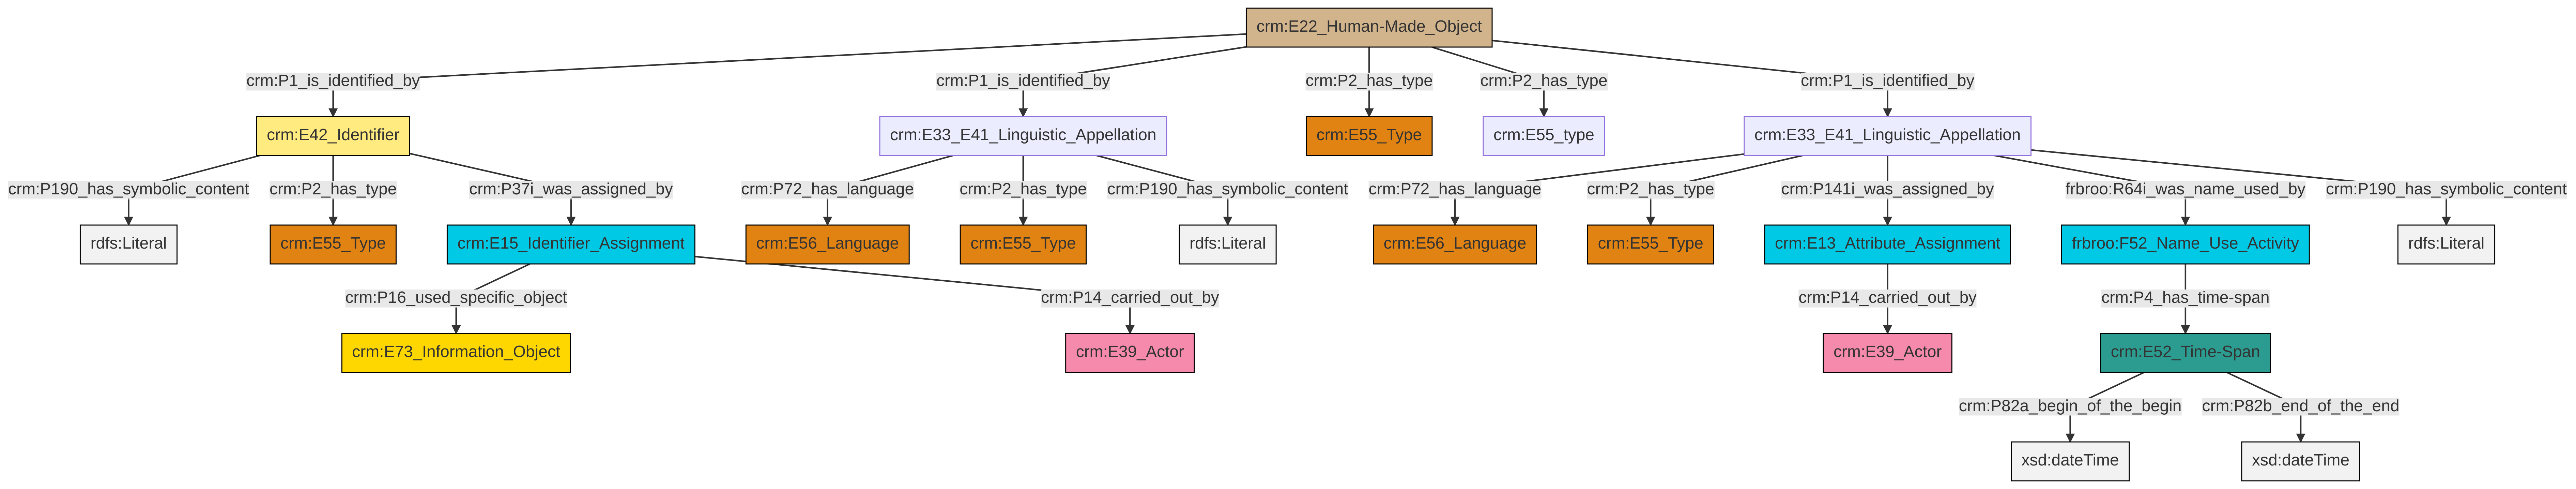 crm:E22_Human-Made_Object
crm:P1_is_identified_by
crm:P1_is_identified_by
crm:P2_has_type
crm:P2_has_type
crm:P1_is_identified_by
crm:E42_Identifier
crm:E33_E41_Linguistic_Appellation
crm:E55_Type
crm:E55_type
crm:E33_E41_Linguistic_Appellation
crm:P190_has_symbolic_content
crm:P2_has_type
crm:P37i_was_assigned_by
crm:P72_has_language
crm:P2_has_type
crm:P190_has_symbolic_content
crm:P72_has_language
crm:P2_has_type
crm:P141i_was_assigned_by
frbroo:R64i_was_name_used_by
crm:P190_has_symbolic_content
rdfs:Literal
crm:E55_Type
crm:E15_Identifier_Assignment
crm:E56_Language
crm:E55_Type
rdfs:Literal
crm:E56_Language
crm:E55_Type
crm:E13_Attribute_Assignment
frbroo:F52_Name_Use_Activity
rdfs:Literal
crm:P16_used_specific_object
crm:P14_carried_out_by
crm:P14_carried_out_by
crm:P4_has_time-span
crm:E73_Information_Object
crm:E39_Actor
crm:E39_Actor
crm:E52_Time-Span
crm:P82a_begin_of_the_begin
crm:P82b_end_of_the_end
xsd:dateTime
xsd:dateTime